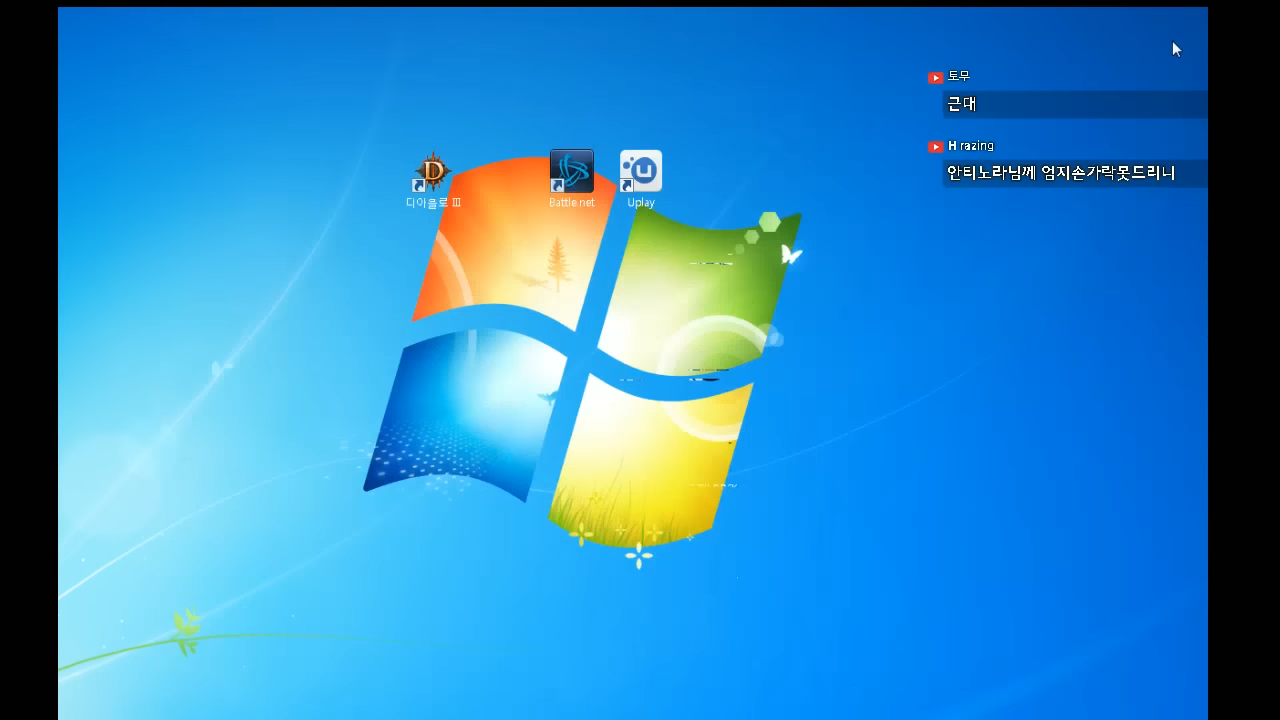 토무
근대
H razing
안티노라님께 엄지손가락못드리니
디아블로 III
Battle.net
Uplay